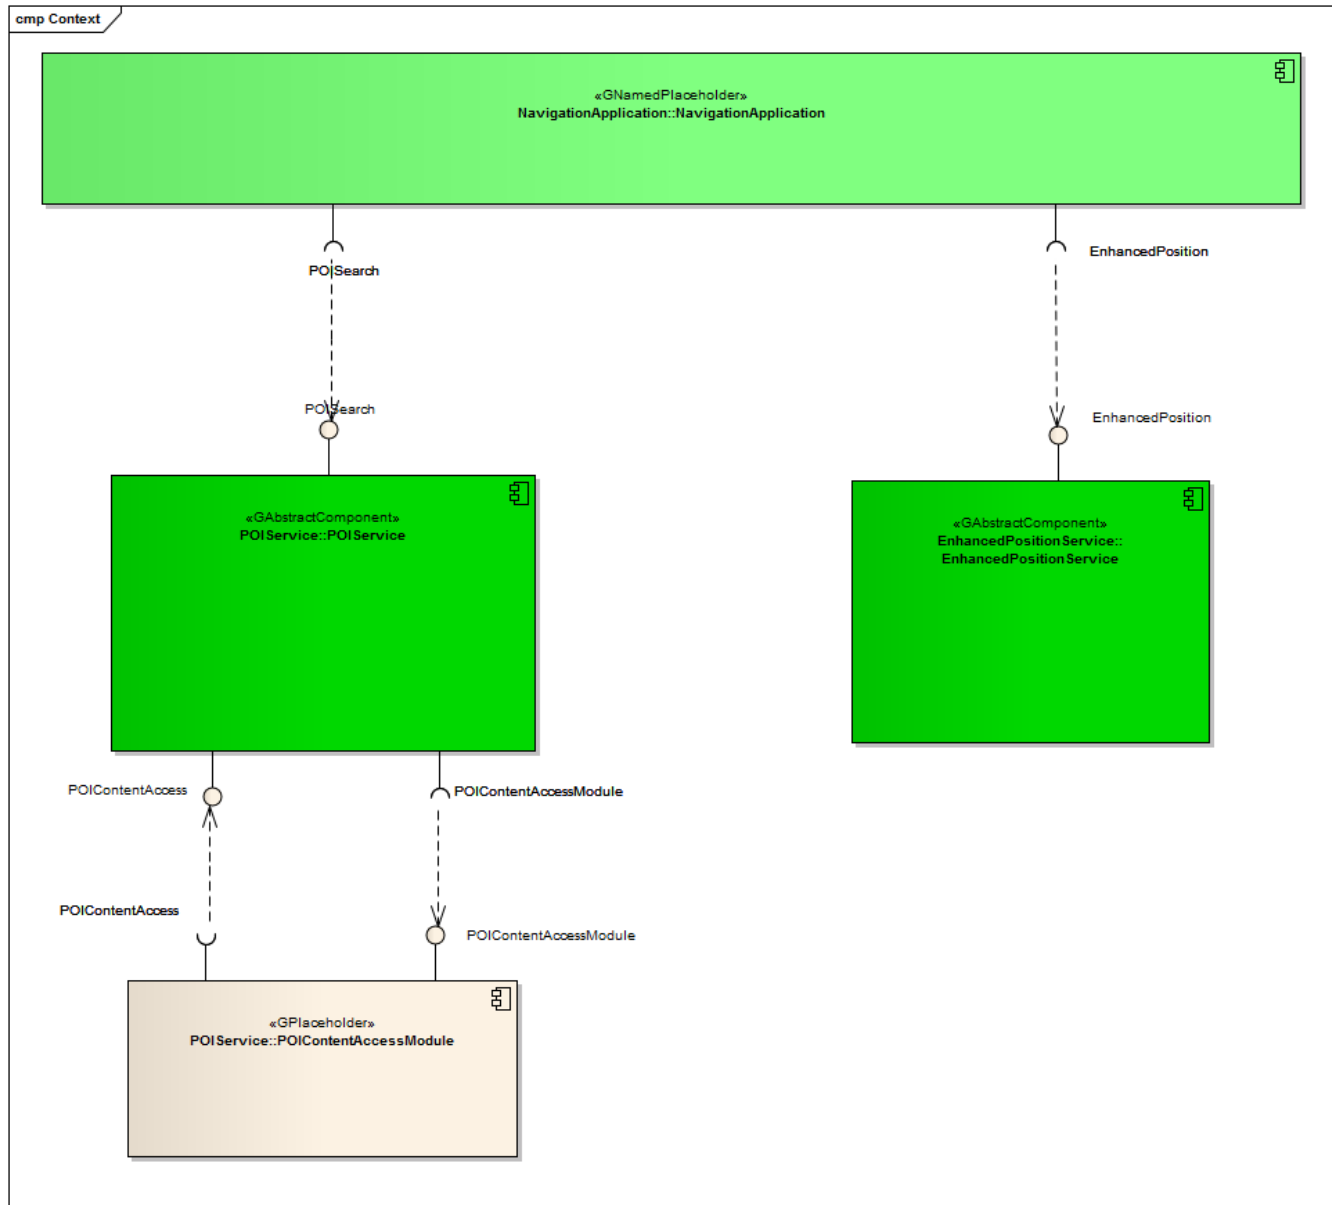 cmp Context
«GNamedPlaceholder»
NavigationApplication::NavigationApplication
POISearch
EnhancedPosition
POISearch
EnhancedPosition
«GAbstractComponent»
POIService::POIService
«GAbstractComponent»
EnhancedPositionService::
EnhancedPositionService
POIContentAccess
POIContentAccessModule
POIContentAccess
POIContentAccessModule
«GPlaceholder»
POIService::POIContentAccessModule